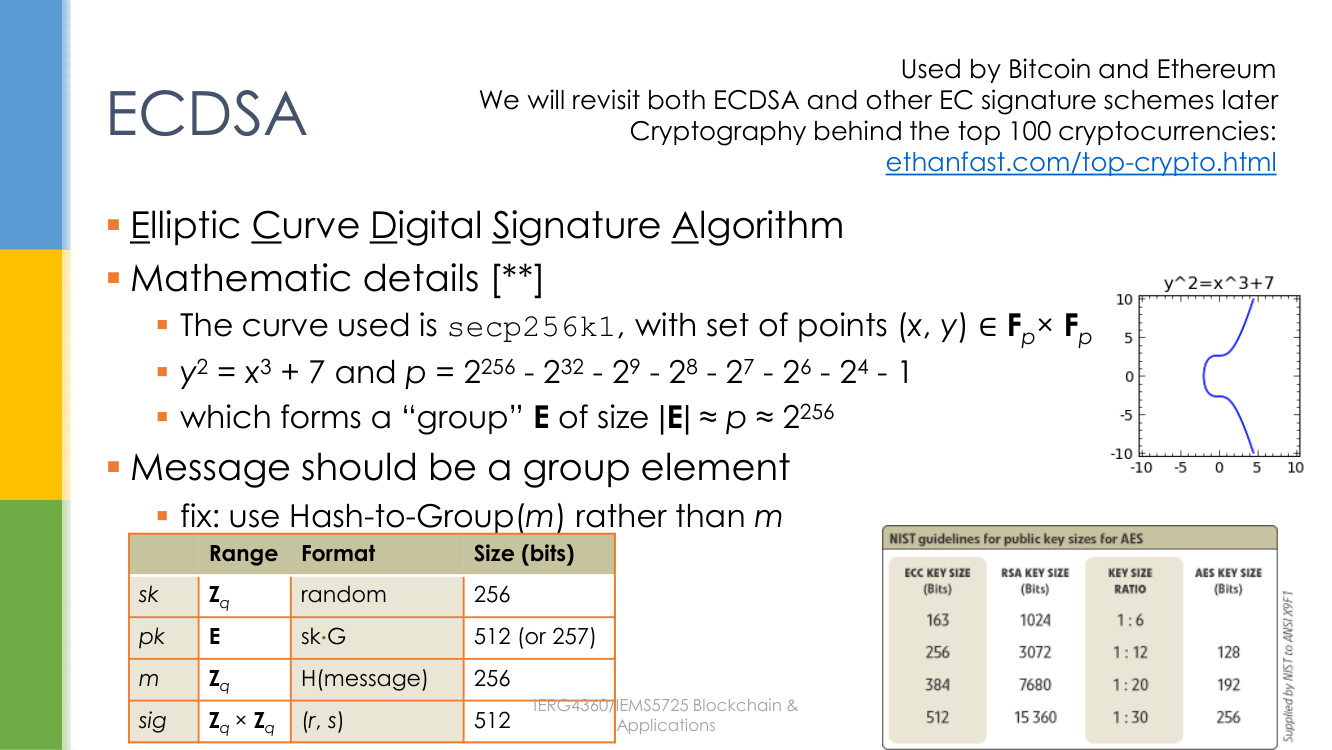 ECDSA
Used by Bitcoin and Ethereum
We will revisit both ECDSA and other EC signature schemes later
Cryptography behind the top 100 cryptocurrencies:
ethanfast.com/top-crypto.html
Elliptic Curve Digital Signature Algorithm
Mathematic details [**]
The curve used is secp256k1, with set of points (x, y) ∈ Fₚ× Fₚ
y² = x³ + 7 and p = 2²⁵⁶ - 2³² - 2⁹ - 2⁸ - 2⁷ - 2⁶ - 2⁴ - 1
which forms a “group” E of size |E| ≈ p ≈ 2²⁵⁶
Message should be a group element
fix: use Hash-to-Group(m) rather than m
y^2=x^3+7
10
5
0
-5
-10
-10 -5 0 5 10
Range Format Size (bits)
sk Z_q random 256
pk E sk·G 512 (or 257)
m Z_q H(message) 256
sig Z_q × Z_q (r, s) 512
IERG4360/IEMS5725 Blockchain &
Applications
NIST guidelines for public key sizes for AES
ECC KEY SIZE RSA KEY SIZE KEY SIZE AES KEY SIZE
(Bits) (Bits) RATIO (Bits)
163 1024 1 : 6
256 3072 1 : 12 128
384 7680 1 : 20 192
512 15 360 1 : 30 256
Supplied by NIST to ANSI X9F1